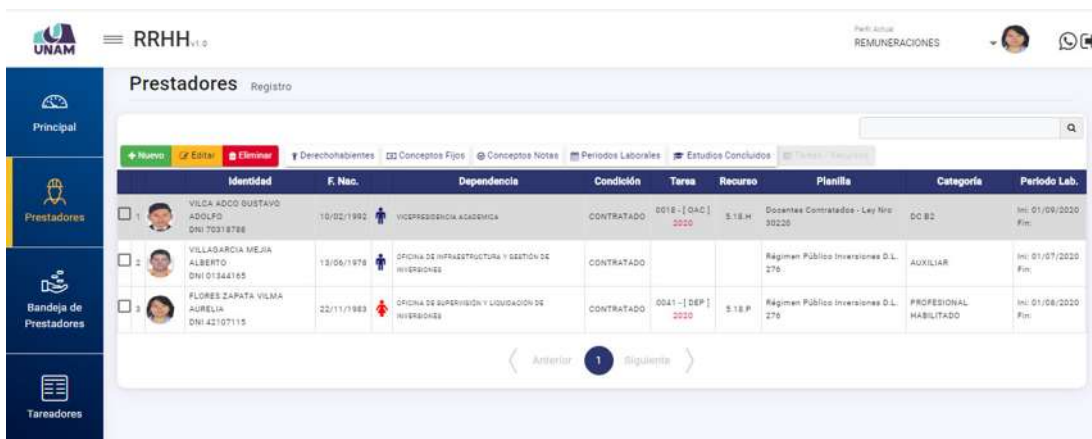 UNAM
RRHH v1.0
Perfil Actual
REMUNERACIONES
Principal
Prestadores
Bandeja de
Prestadores
Tareadores
Prestadores Registro
Nuevo Editar Eliminar Derechohabientes Conceptos Fijos Conceptos Notas Periodos Laborales Estudios Concluidos
Identidad F. Nac. Dependencia Condición Tarea Recurso Planilla Categoría Periodo Lab.
1 VILCA ADCO GUSTAVO
ADOLFO
DNI 70318788
10/02/1992 VICEPRESIDENCIA ACADEMICA CONTRATADO 0018 - [ OAC ]
2020
5.18.H Docentes Contratados - Ley Nro
30220
DC B2 Ini: 01/09/2020
Fin:
2 VILLAGARCIA MEJIA
ALBERTO
DNI 01344165
13/06/1978 OFICINA DE INFRAESTRUCTURA Y GESTIÓN DE
INVERSIONES
CONTRATADO Régimen Público Inversiones D.L.
276
AUXILIAR Ini: 01/07/2020
Fin:
3 FLORES ZAPATA VILMA
AURELIA
DNI 42107115
22/11/1983 OFICINA DE SUPERVISIÓN Y LIQUIDACIÓN DE
INVERSIONES
CONTRATADO 0041 - [ DEP ]
2020
5.18.P Régimen Público Inversiones D.L.
276
PROFESIONAL
HABILITADO
Ini: 01/08/2020
Fin:
Anterior 1 Siguiente